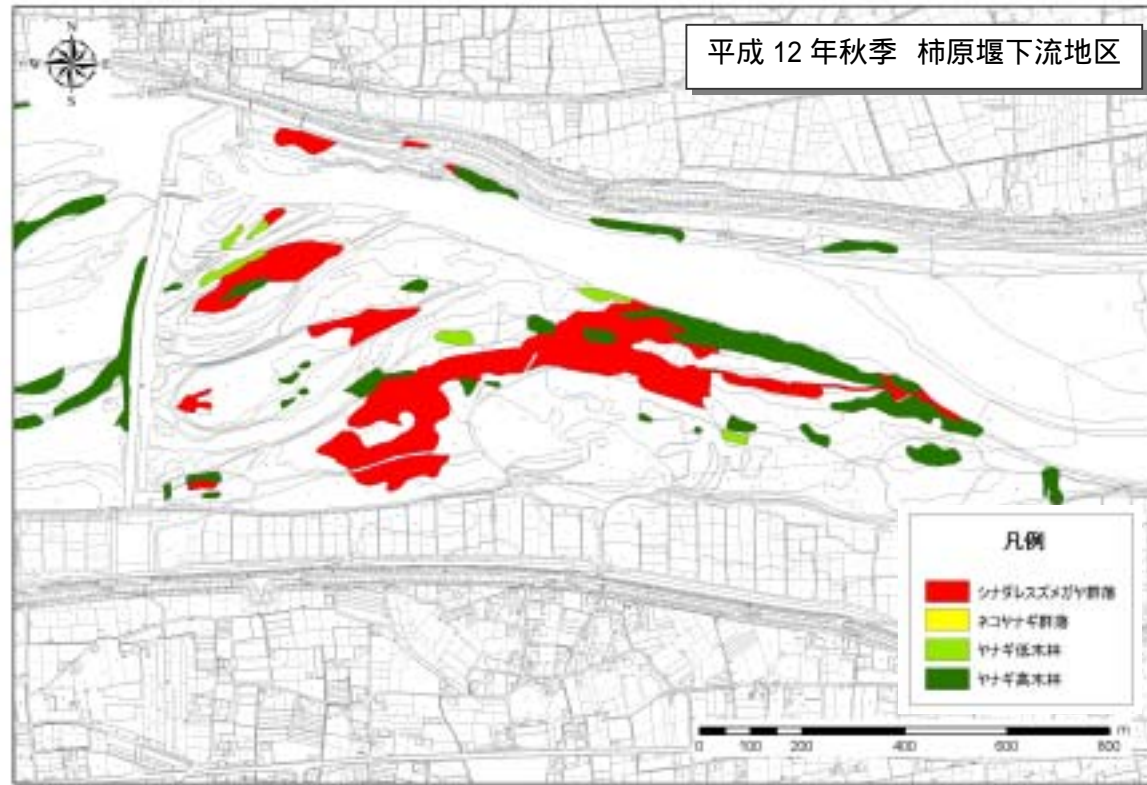 平成 12 年秋季 柿原堰下流地区
N
W E
S
凡例
シナダレスズメガヤ群落
ネコヤナギ群落
ヤナギ低木林
ヤナギ高木林
0 100 200 400 600 800 m